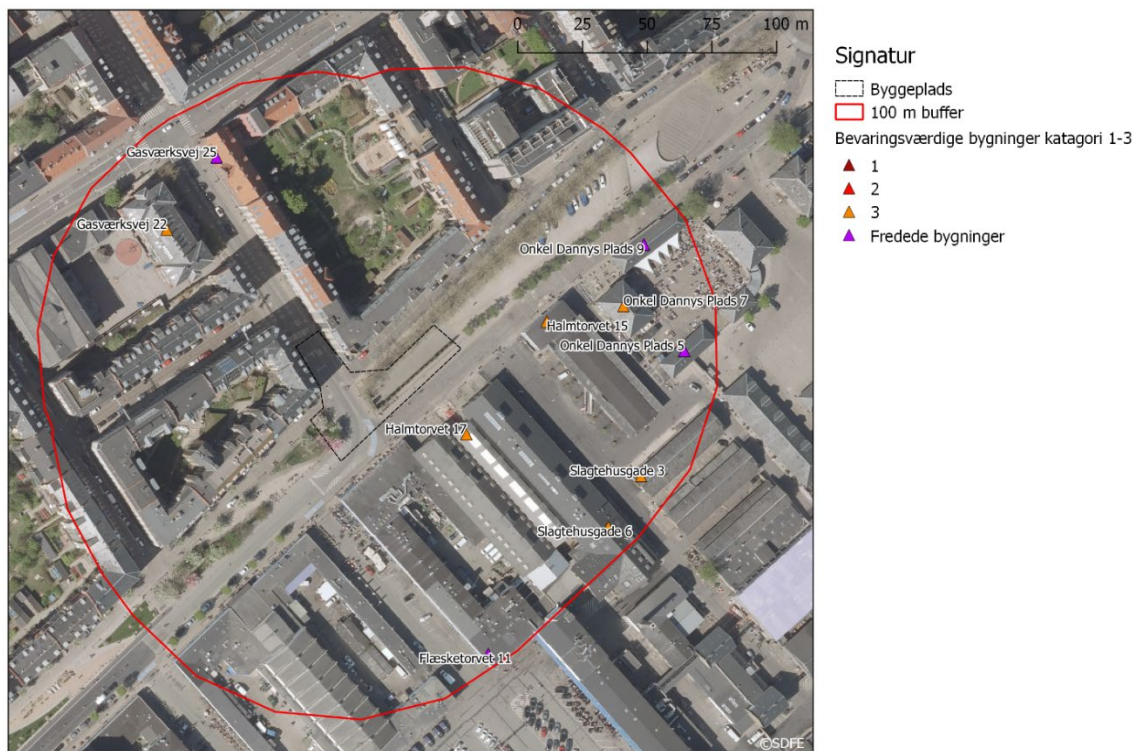 0 25 50 75 100 m
Gasværksvej 25
Gasværksvej 22
Onkel Dannys Plads 9
Onkel Dannys Plads 7
Halmtorvet 15
Onkel Dannys Plads 5
Halmtorvet 17
Slagtehusgade 3
Slagtehusgade 6
Flæsketorvet 11
©SDFE
Signatur
Byggeplads
100 m buffer
Bevaringsværdige bygninger katagori 1-3
1
2
3
Fredede bygninger